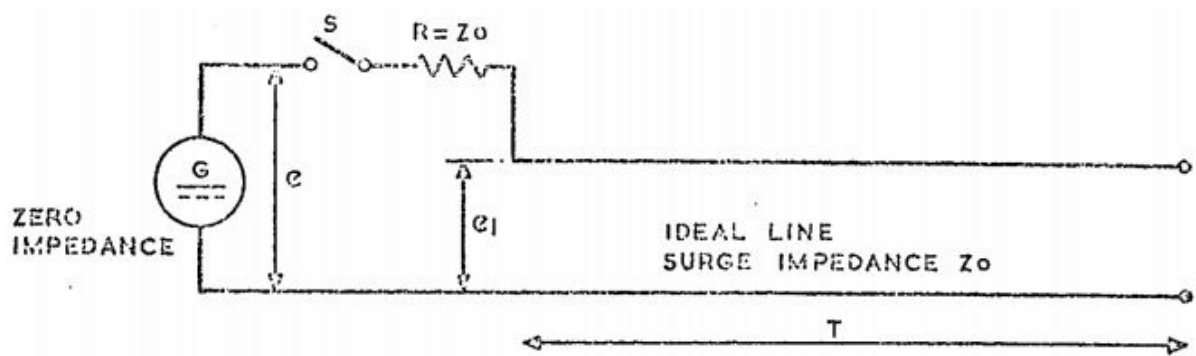 S
R = Zo
G
e
ZERO
IMPEDANCE
e1
IDEAL LINE
SURGE IMPEDANCE Zo
T